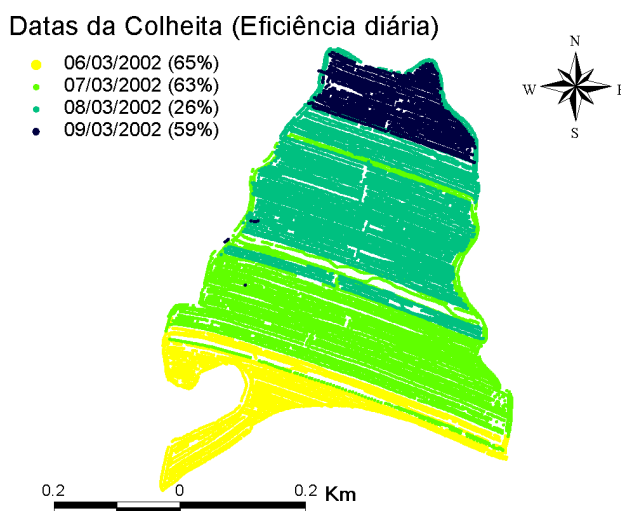 Datas da Colheita (Eficiência diária)
06/03/2002 (65%)
07/03/2002 (63%)
08/03/2002 (26%)
09/03/2002 (59%)
N
W
E
S
0.2 0 0.2 Km